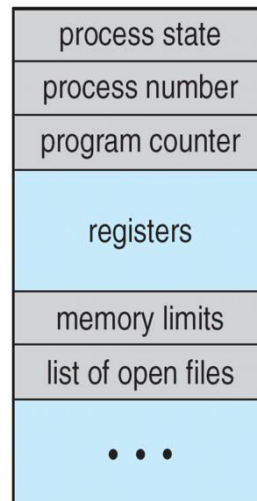 process state
process number
program counter
registers
memory limits
list of open files
• • •